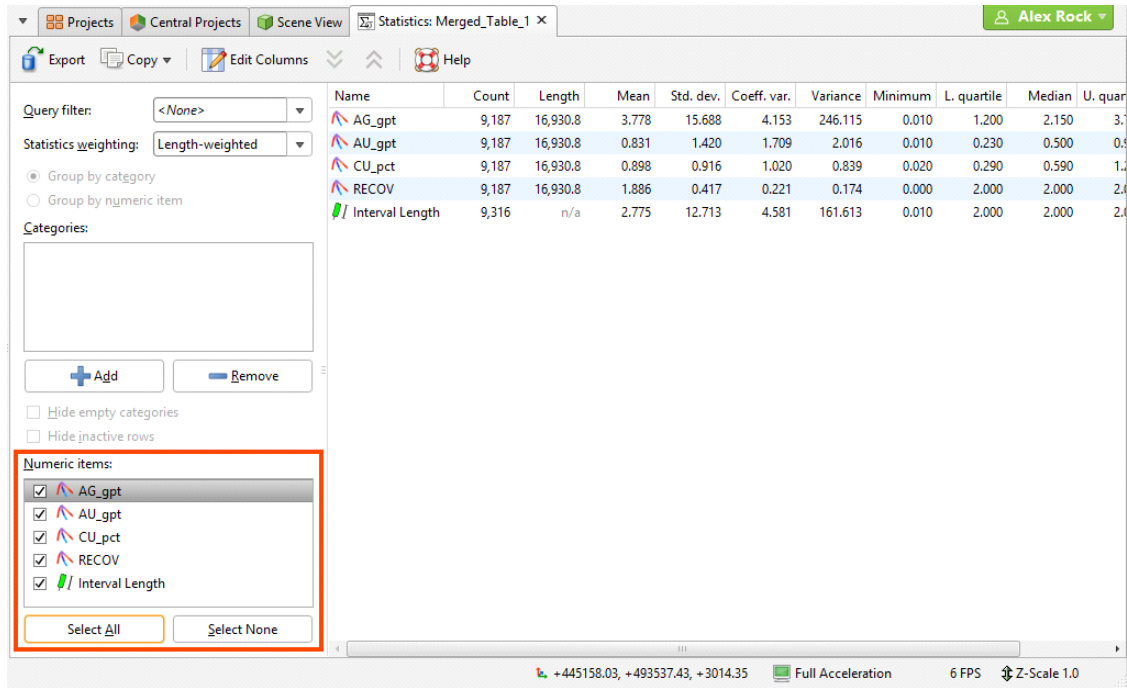 Projects Central Projects Scene View Statistics: Merged_Table_1 × Alex Rock
Export Copy Edit Columns Help
Query filter: <None>
Statistics weighting: Length-weighted
Group by category
Group by numeric item
Categories:
Add Remove
Hide empty categories
Hide inactive rows
Numeric items:
AG_gpt
AU_gpt
CU_pct
RECOV
Interval Length
Select All Select None
Name Count Length Mean Std. dev. Coeff. var. Variance Minimum L. quartile Median U. quar
AG_gpt 9,187 16,930.8 3.778 15.688 4.153 246.115 0.010 1.200 2.150 3.
AU_gpt 9,187 16,930.8 0.831 1.420 1.709 2.016 0.010 0.230 0.500 0.
CU_pct 9,187 16,930.8 0.898 0.916 1.020 0.839 0.020 0.290 0.590 1.
RECOV 9,187 16,930.8 1.886 0.417 0.221 0.174 0.000 2.000 2.000 2.
Interval Length 9,316 n/a 2.775 12.713 4.581 161.613 0.010 2.000 2.000 2.
+445158.03, +493537.43, +3014.35 Full Acceleration 6 FPS Z-Scale 1.0